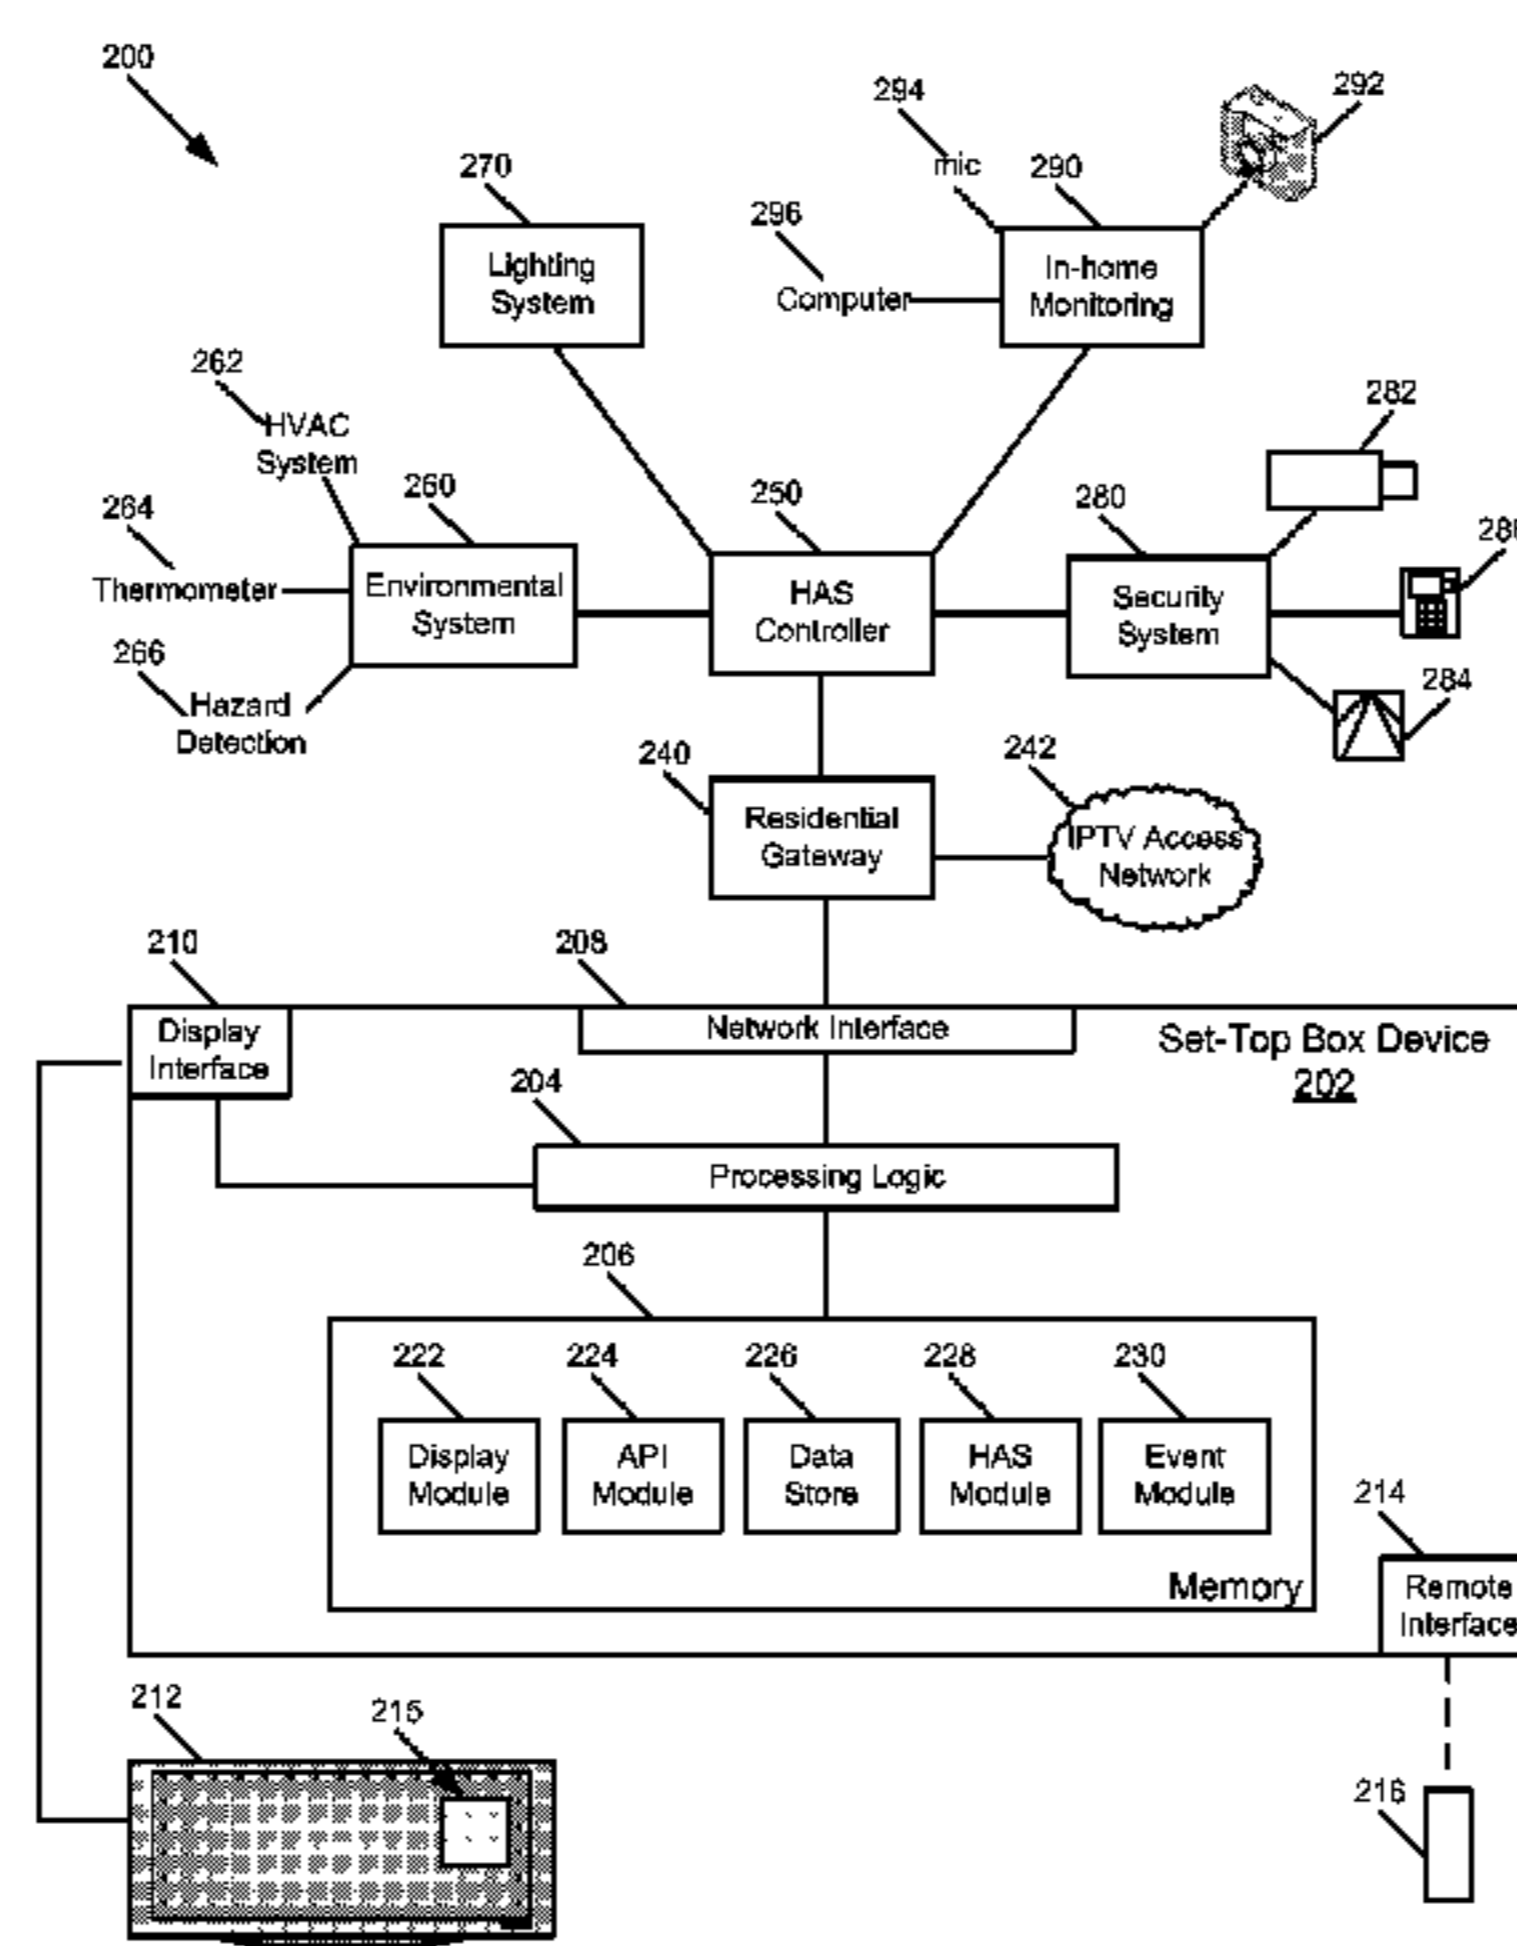 200
294
292
270
mic
290
296
Lighting
System
In-home
Monitoring
Computer
262
282
HVAC
System
260
250
280
264
Thermometer
Environmental
System
HAS
Controller
Security
System
266
Hazard
Detection
284
240
242
Residential
Gateway
IPTV Access
Network
210
208
Display
Interface
Network Interface
Set-Top Box Device
202
204
Processing Logic
206
222
224
226
228
230
Display
Module
API
Module
Data
Store
HAS
Module
Event
Module
214
Memory
Remote
Interface
212
215
216